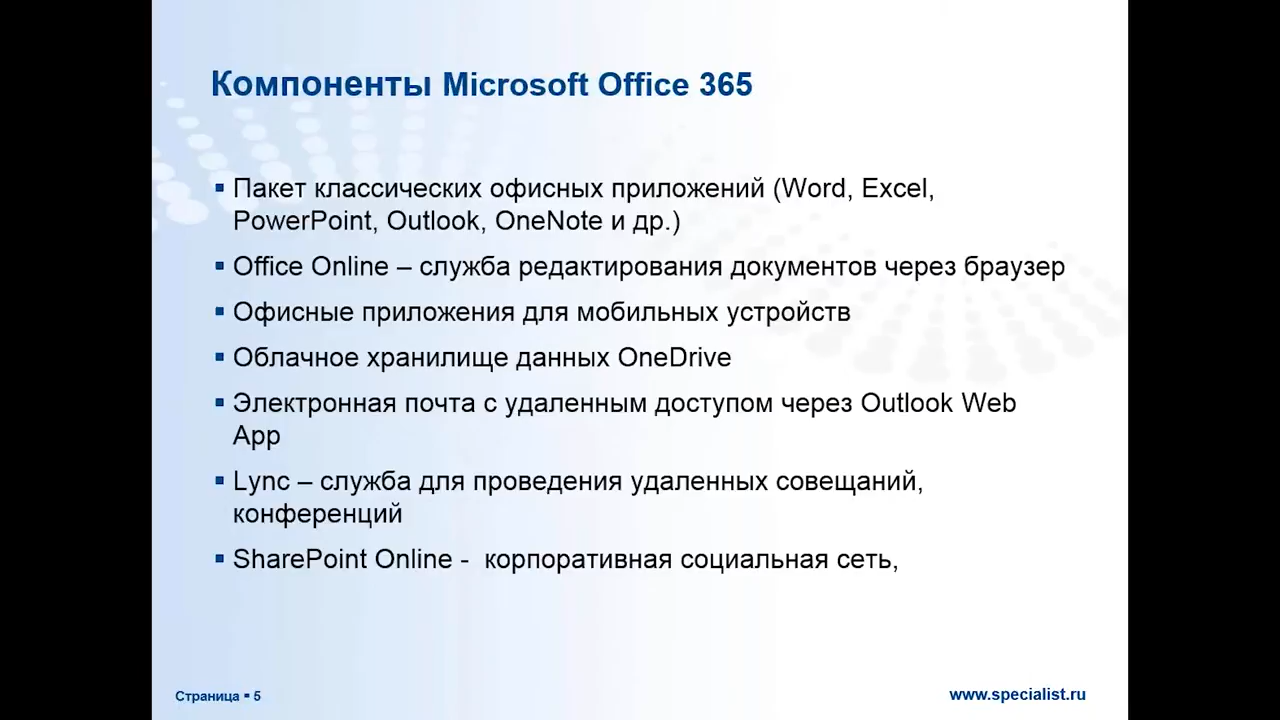 Компоненты Microsoft Office 365
▪ Пакет классических офисных приложений (Word, Excel,
PowerPoint, Outlook, OneNote и др.)
▪ Office Online – служба редактирования документов через браузер
▪ Офисные приложения для мобильных устройств
▪ Облачное хранилище данных OneDrive
▪ Электронная почта с удаленным доступом через Outlook Web
App
▪ Lync – служба для проведения удаленных совещаний,
конференций
▪ SharePoint Online -  корпоративная социальная сеть,
Страница ▪ 5
www.specialist.ru